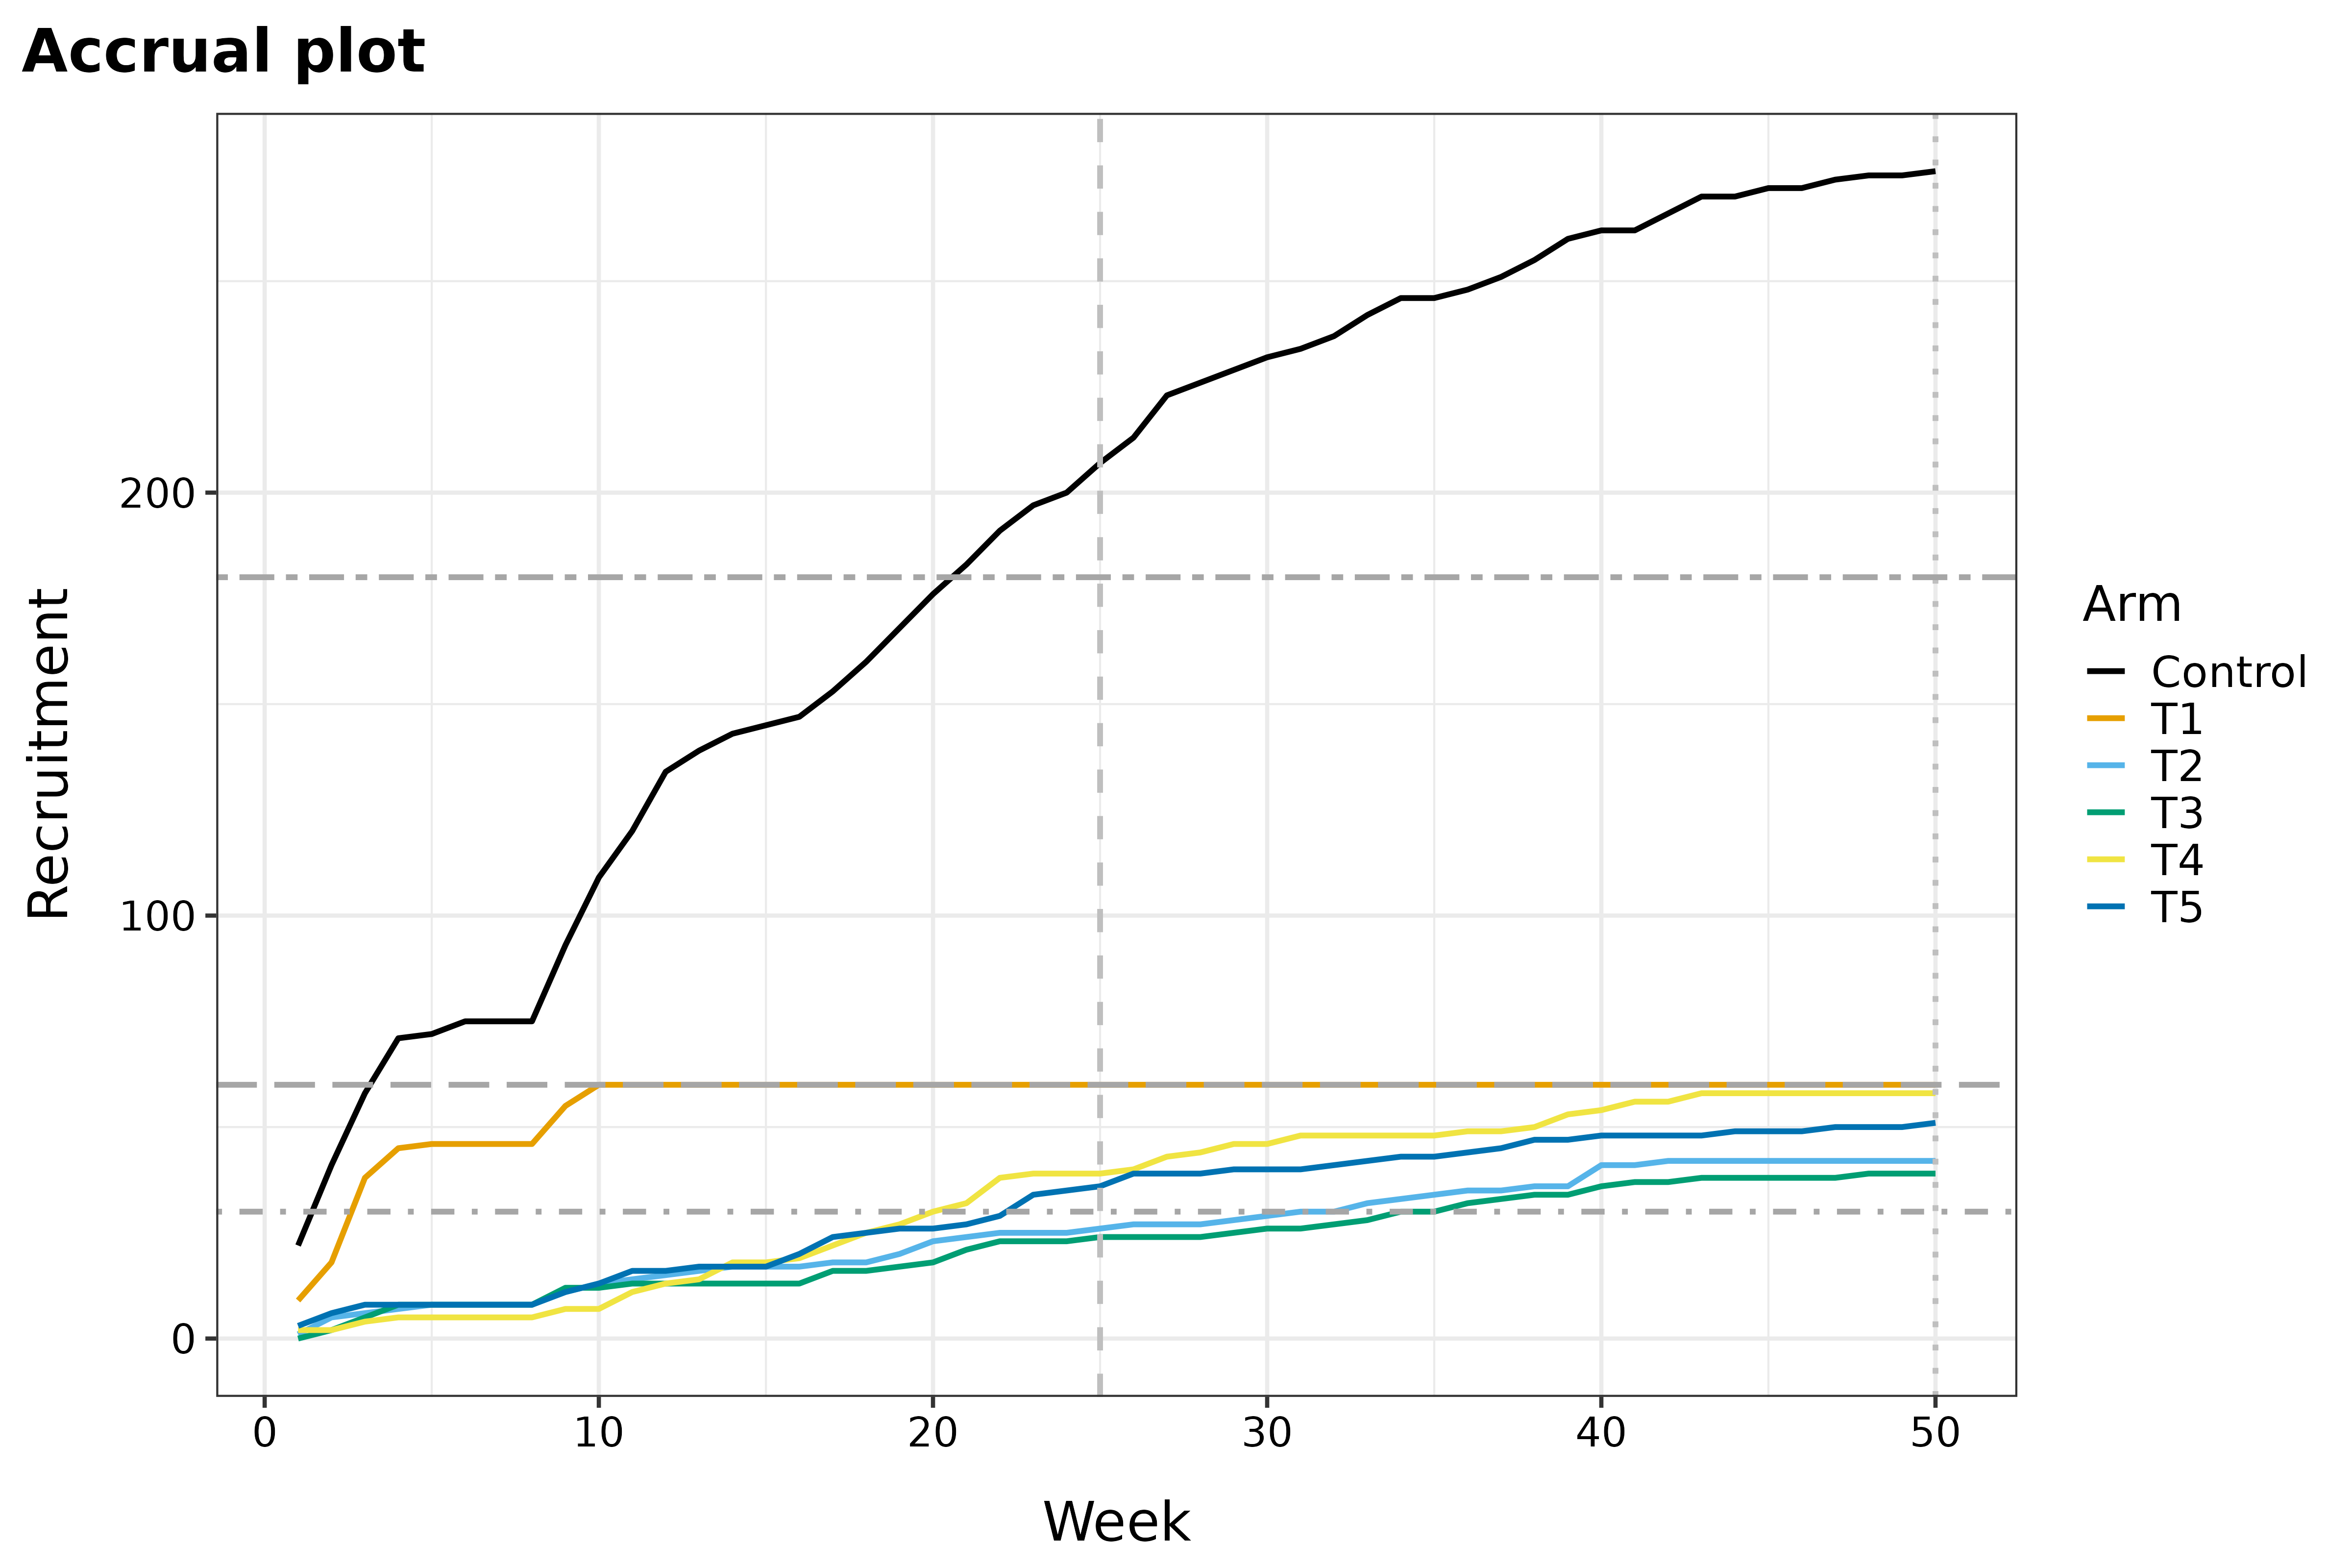 Accrual plot
Recruitment
200
100
0
0 10 20 30 40 50
Week
Arm
Control
T1
T2
T3
T4
T5